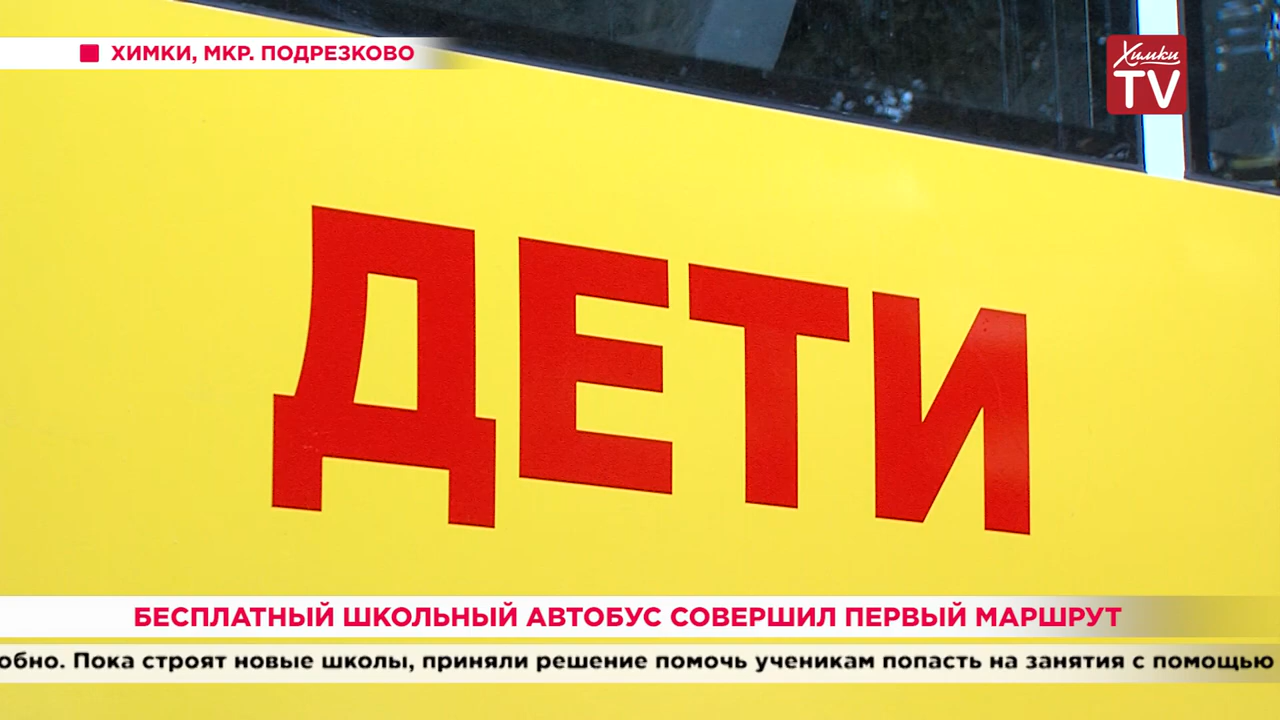 ХИМКИ, МКР. ПОДРЕЗКОВО
Химки
TV
ДЕТИ
БЕСПЛАТНЫЙ ШКОЛЬНЫЙ АВТОБУС СОВЕРШИЛ ПЕРВЫЙ МАРШРУТ
обно. Пока строят новые школы, приняли решение помочь ученикам попасть на занятия с помощью